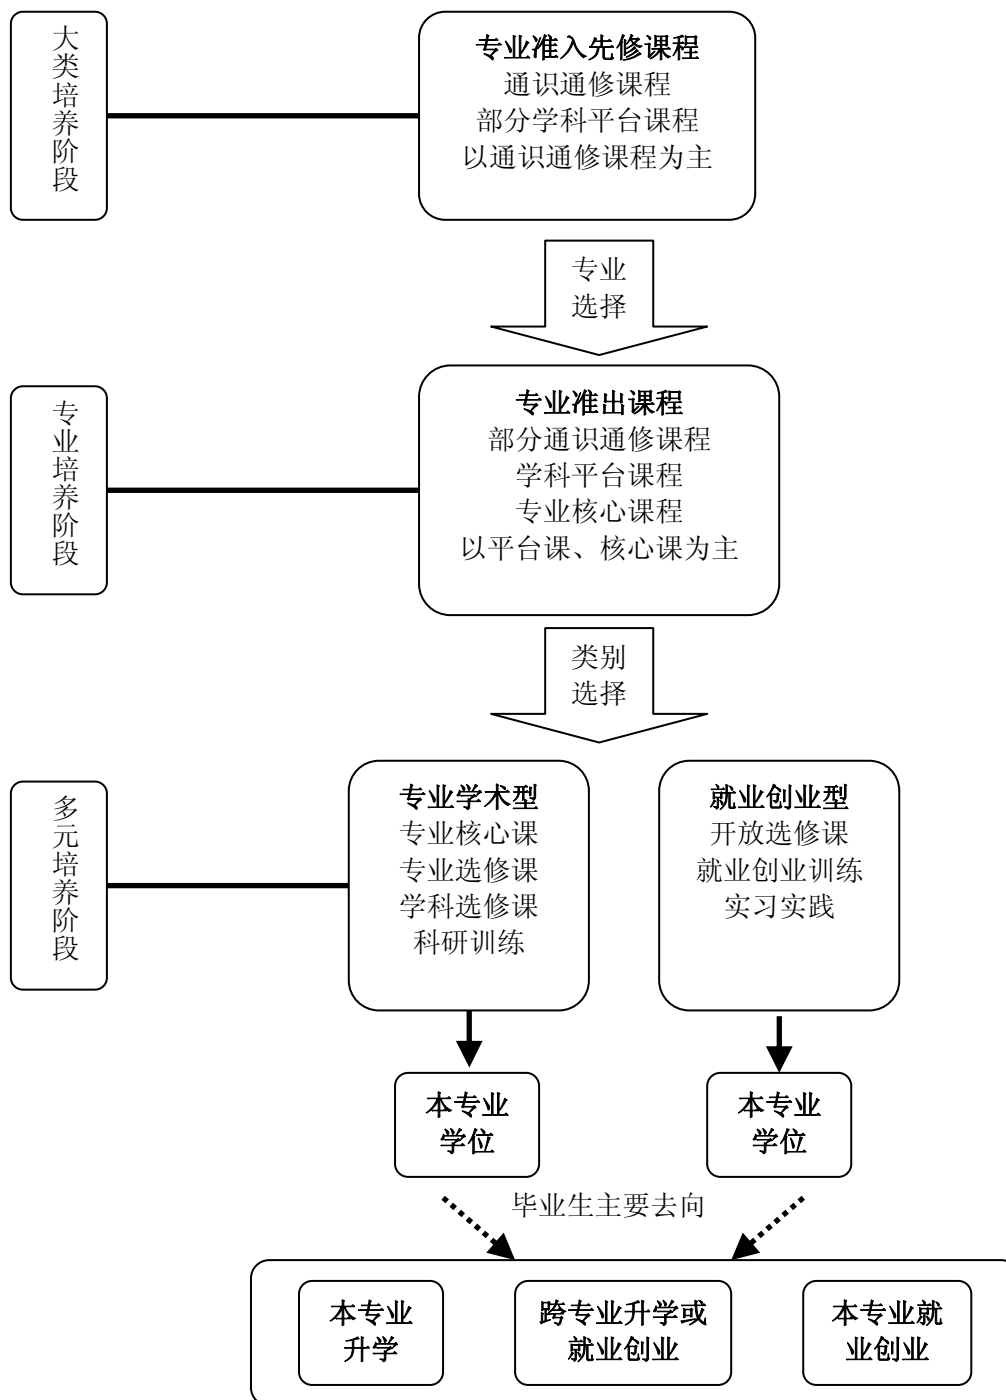 大类培养阶段
专业准入先修课程
通识通修课程
部分学科平台课程
以通识通修课程为主
专业
选择
专业培养阶段
专业准出课程
部分通识通修课程
学科平台课程
专业核心课程
以平台课、核心课为主
类别
选择
多元培养阶段
专业学术型
专业核心课
专业选修课
学科选修课
科研训练
就业创业型
开放选修课
就业创业训练
实习实践
本专业
学位
本专业
学位
毕业生主要去向
本专业
升学
跨专业升学或
就业创业
本专业就
业创业